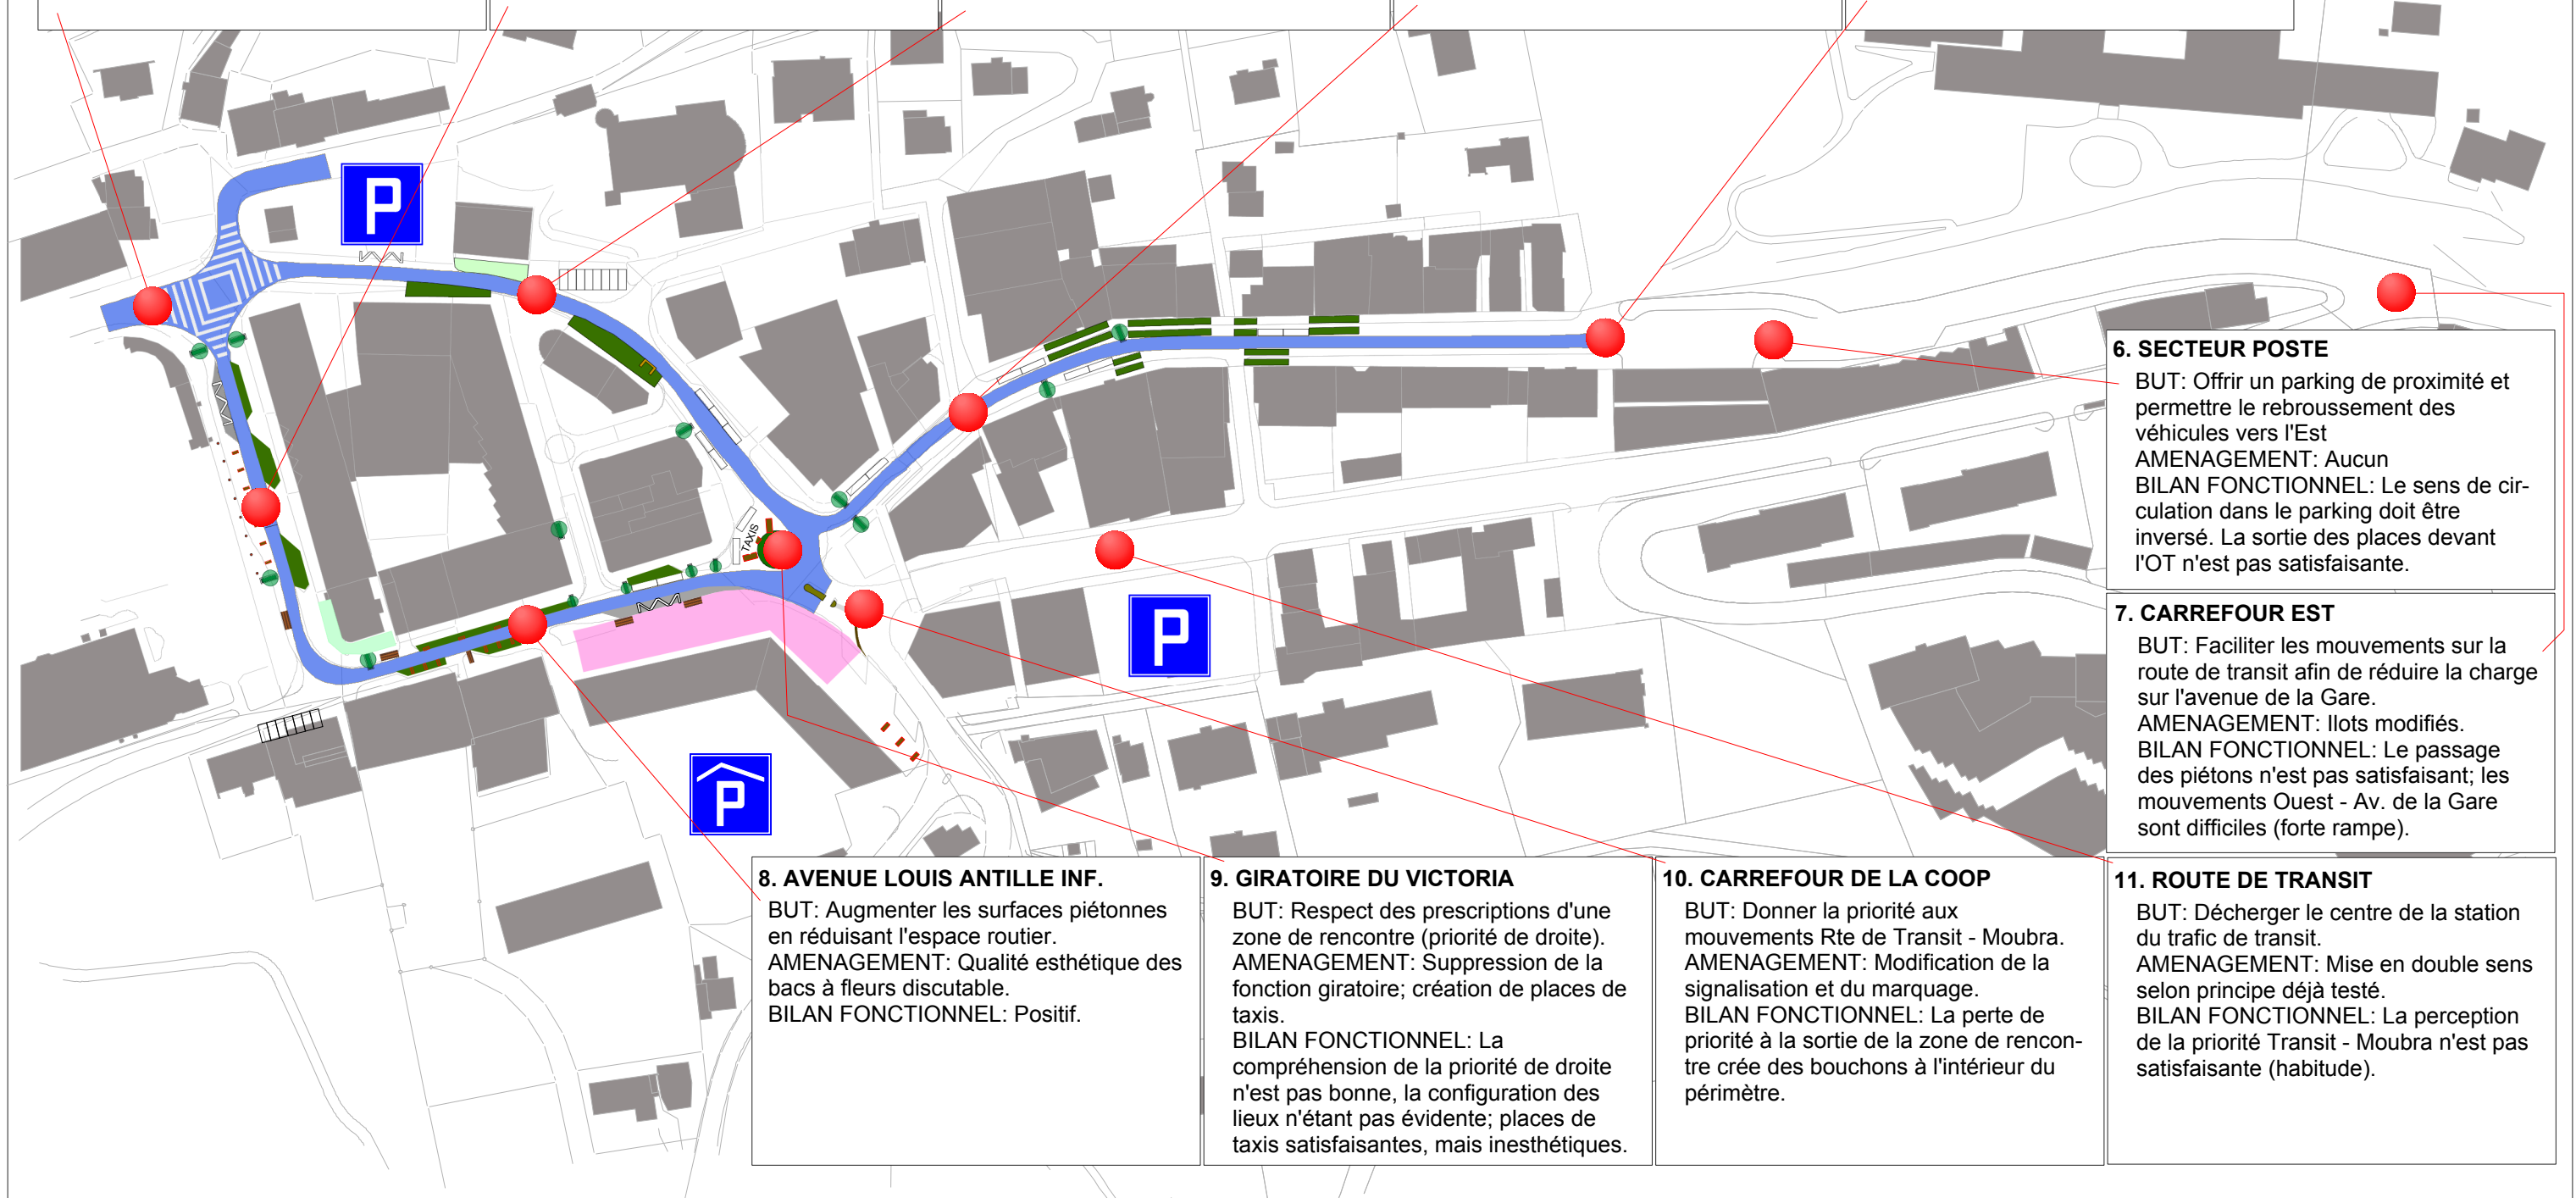 P
TAXIS
P
P
6. SECTEUR POSTE
BUT: Offrir un parking de proximité et
permettre le rebroussement des
véhicules vers l'Est
AMENAGEMENT: Aucun
BILAN FONCTIONNEL: Le sens de cir-
culation dans le parking doit être
inversé. La sortie des places devant
l'OT n'est pas satisfaisante.
7. CARREFOUR EST
BUT: Faciliter les mouvements sur la
route de transit afin de réduire la charge
sur l'avenue de la Gare.
AMENAGEMENT: Ilots modifiés.
BILAN FONCTIONNEL: Le passage
des piétons n'est pas satisfaisant; les
mouvements Ouest - Av. de la Gare
sont difficiles (forte rampe).
8. AVENUE LOUIS ANTILLE INF.
BUT: Augmenter les surfaces piétonnes
en réduisant l'espace routier.
AMENAGEMENT: Qualité esthétique des
bacs à fleurs discutable.
BILAN FONCTIONNEL: Positif.
9. GIRATOIRE DU VICTORIA
BUT: Respect des prescriptions d'une
zone de rencontre (priorité de droite).
AMENAGEMENT: Suppression de la
fonction giratoire; création de places de
taxis.
BILAN FONCTIONNEL: La
compréhension de la priorité de droite
n'est pas bonne, la configuration des
lieux n'étant pas évidente; places de
taxis satisfaisantes, mais inesthétiques.
10. CARREFOUR DE LA COOP
BUT: Donner la priorité aux
mouvements Rte de Transit - Moubra.
AMENAGEMENT: Modification de la
signalisation et du marquage.
BILAN FONCTIONNEL: La perte de
priorité à la sortie de la zone de rencon-
tre crée des bouchons à l'intérieur du
périmètre.
11. ROUTE DE TRANSIT
BUT: Décherger le centre de la station
du trafic de transit.
AMENAGEMENT: Mise en double sens
selon principe déjà testé.
BILAN FONCTIONNEL: La perception
de la priorité Transit - Moubra n'est pas
satisfaisante (habitude).